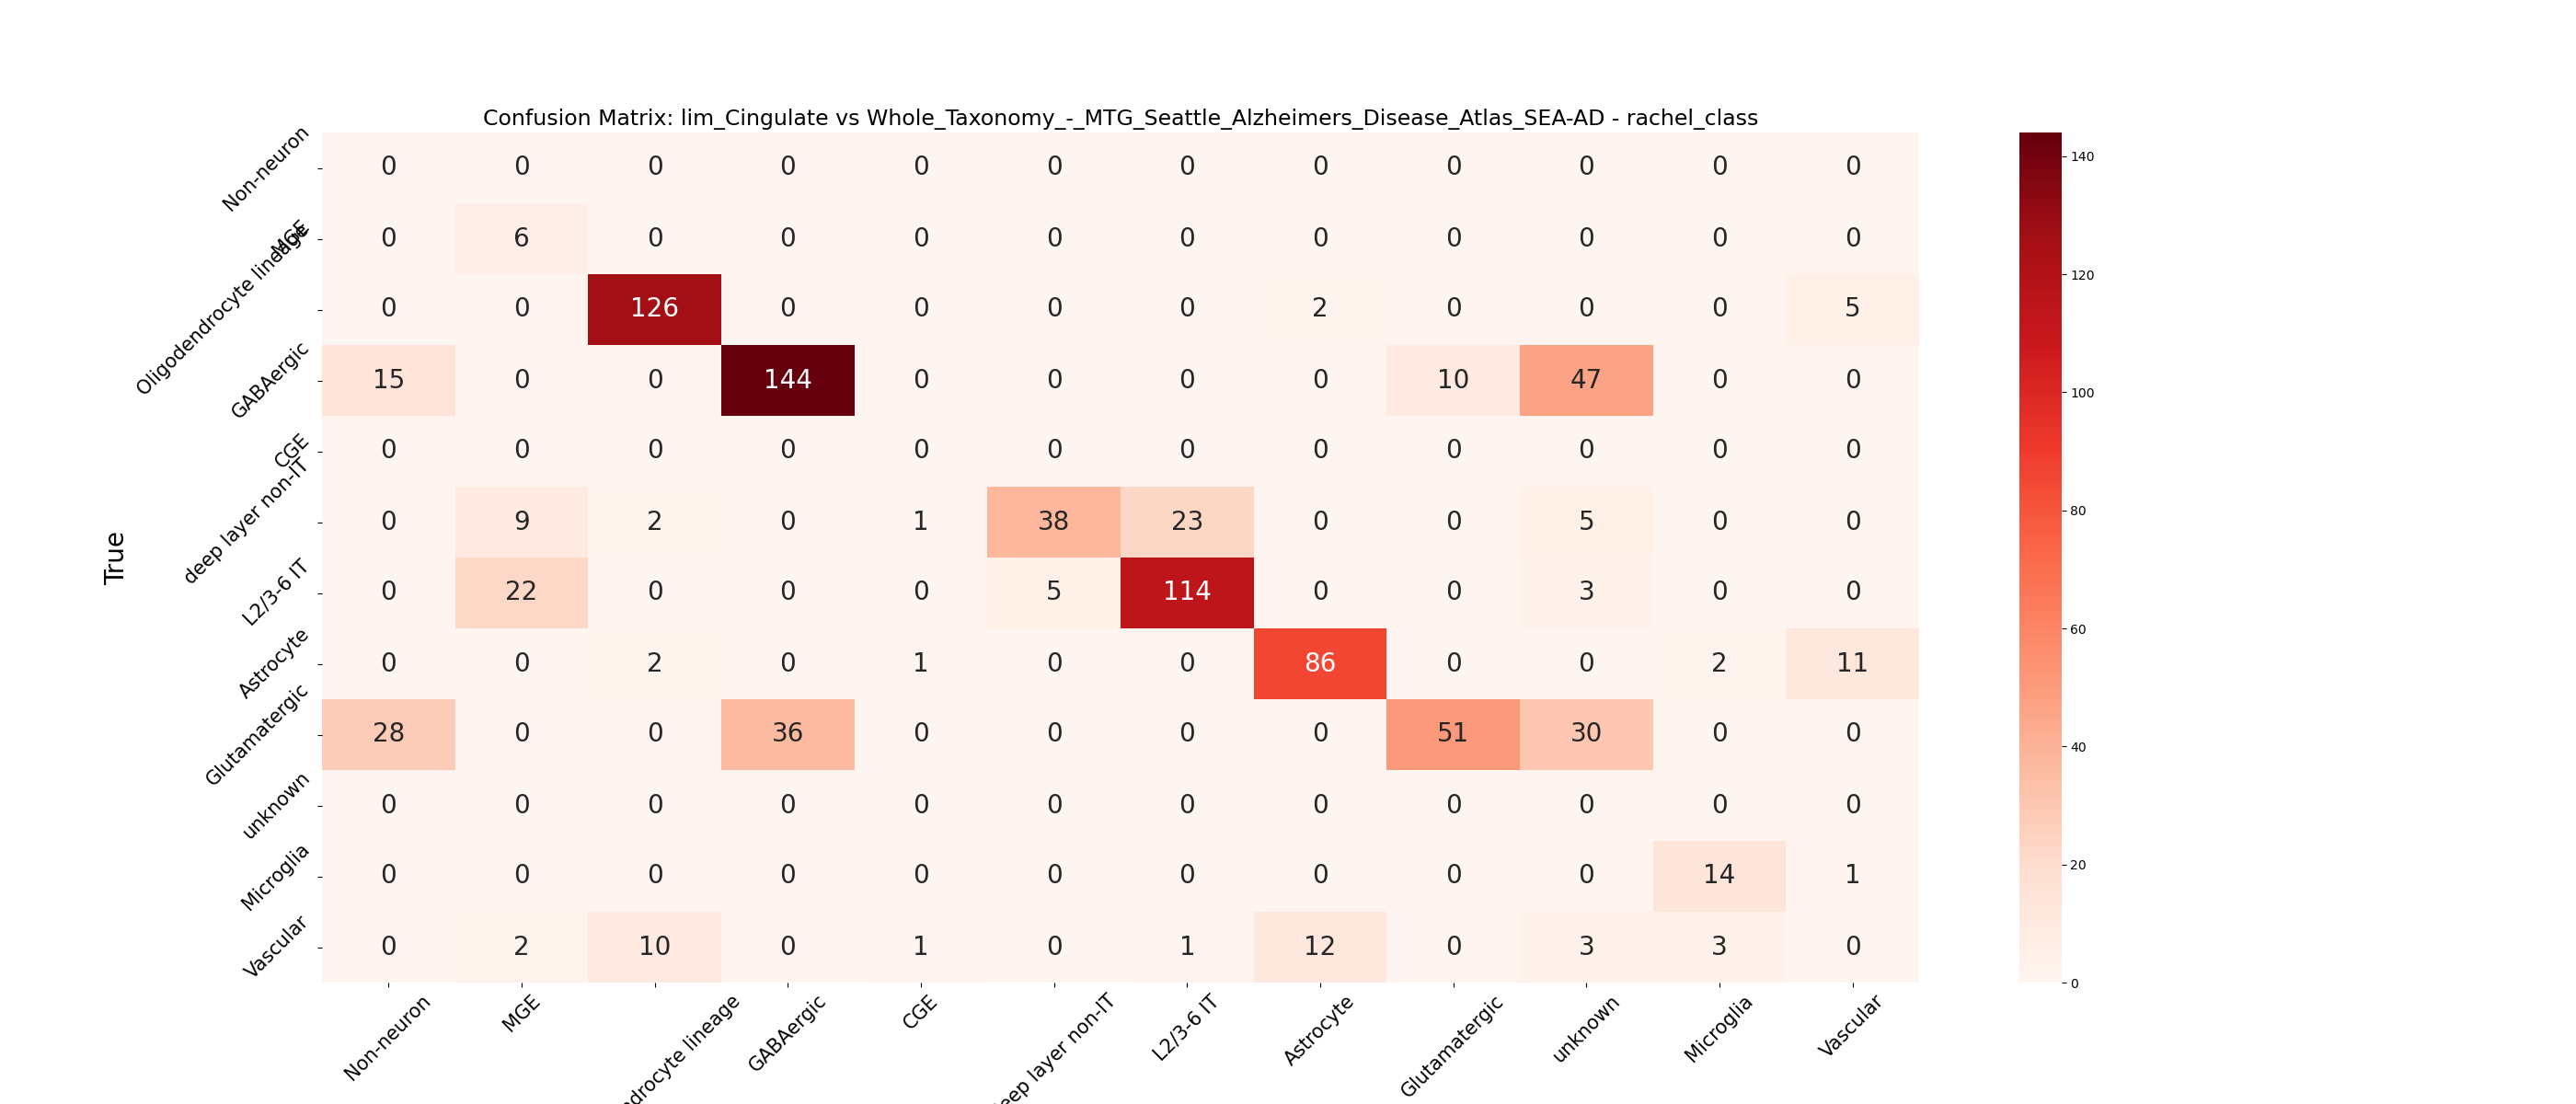 Confusion Matrix: lim_Cingulate vs Whole_Taxonomy_-_MTG_Seattle_Alzheimers_Disease_Atlas_SEA-AD - rachel_class
Non-neuron 0 0 0 0 0 0 0 0 0 0 0 0
MGE 0 6 0 0 0 0 0 0 0 0 0 0
Oligodendrocyte lineage 0 0 126 0 0 0 0 2 0 0 0 5
GABAergic 15 0 0 144 0 0 0 0 10 47 0 0
CGE 0 0 0 0 0 0 0 0 0 0 0 0
deep layer non-IT 0 9 2 0 1 38 23 0 0 5 0 0
L2/3-6 IT 0 22 0 0 0 5 114 0 0 3 0 0
Astrocyte 0 0 2 0 1 0 0 86 0 0 2 11
Glutamatergic 28 0 0 36 0 0 0 0 51 30 0 0
unknown 0 0 0 0 0 0 0 0 0 0 0 0
Microglia 0 0 0 0 0 0 0 0 0 0 14 1
Vascular 0 2 10 0 1 0 1 12 0 3 3 0
True
Non-neuron MGE lineage GABAergic CGE layer non-IT L2/3-6 IT Astrocyte Glutamatergic unknown Microglia Vascular
140
120
100
80
60
40
20
0